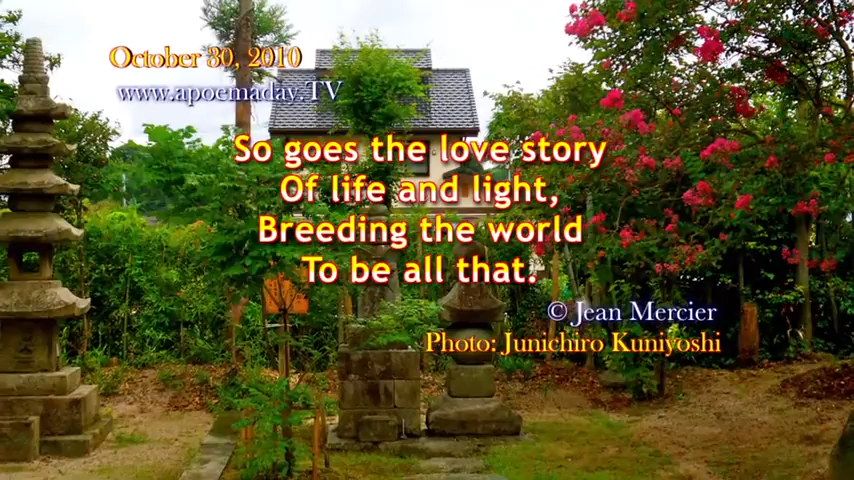 October 30, 2010
www.apoemaday.TV
So goes the love story
Of life and light,
Breeding the world
To be all that.
© Jean Mercier
Photo: Junichiro Kuniyoshi